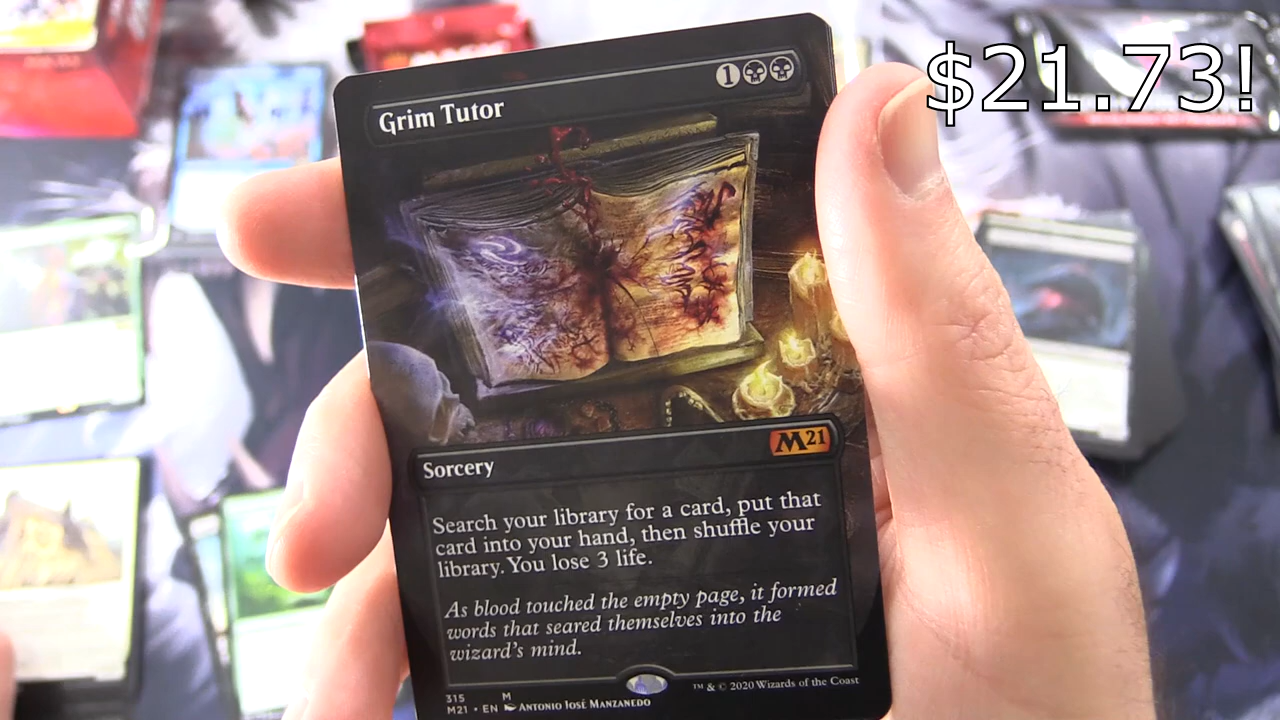 $21.73!
1
Grim Tutor
M21
Sorcery
Search your library for a card, put that
card into your hand, then shuffle your
library. You lose 3 life.
As blood touched the empty page, it formed
words that seared themselves into the
wizard's mind.
315 M
M21 • EN Antonio José Manzanedo
™ & © 2020 Wizards of the Coast